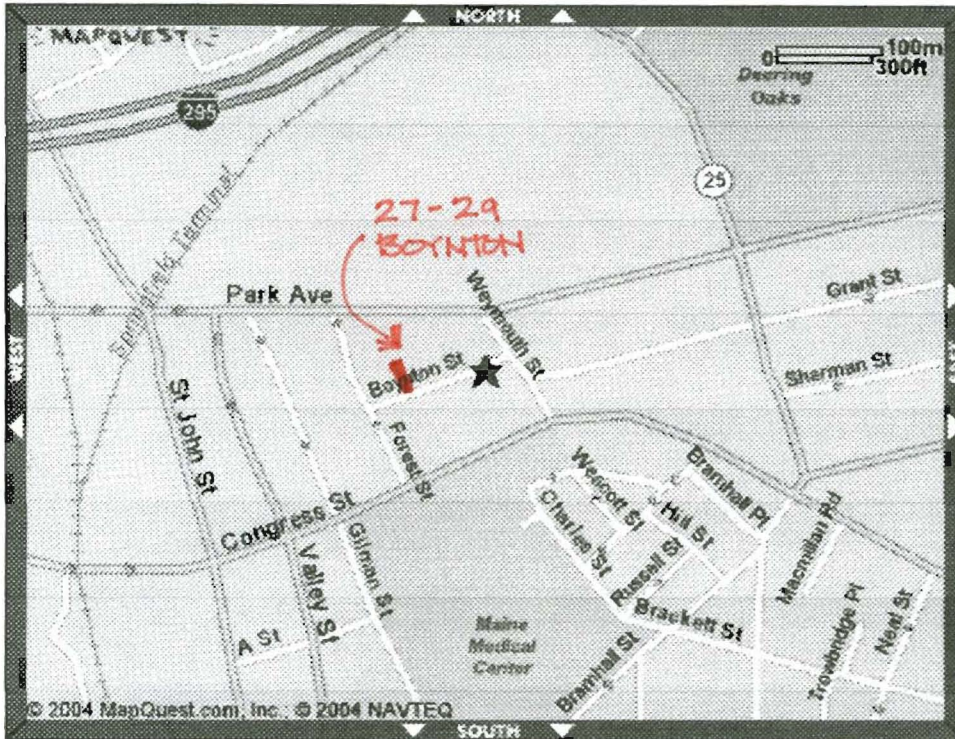 NORTH
MAPQUEST
0 100m
300ft
Deering
Oaks
295
25
Springfield Terminal
27-29
BOYNTON
Park Ave
Weymouth St
Grant St
WEST
Boynton St
Sherman St
St John St
Forest St
Congress St
Gilman St
Valley St
A St
Wescott St
Charles St
Hill St
Bramhall Pl
Russell St
Brackett St
Macmillan Rd
Maine
Medical
Center
Bramhall St
Trowbridge Pl
Neal St
© 2004 MapQuest.com, Inc.; © 2004 NAVTEQ
SOUTH